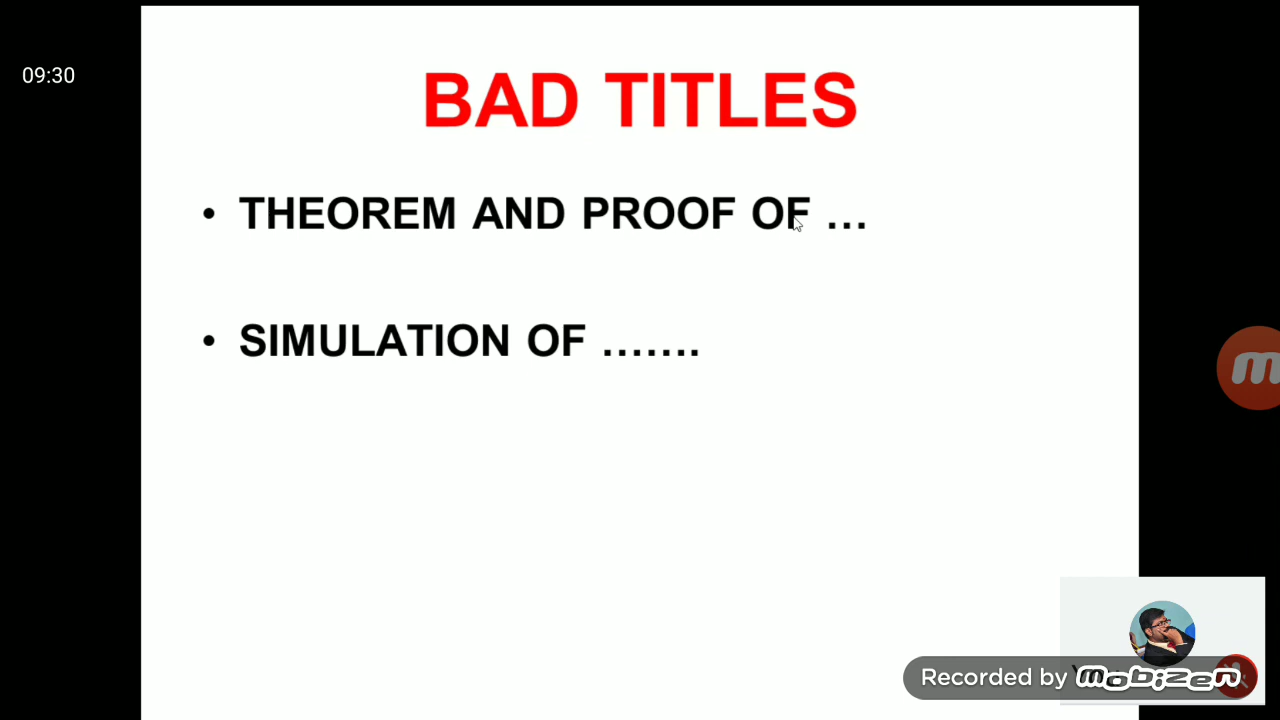 09:30
BAD TITLES
• THEOREM AND PROOF OF …
• SIMULATION OF …….
m
Recorded by mobizen